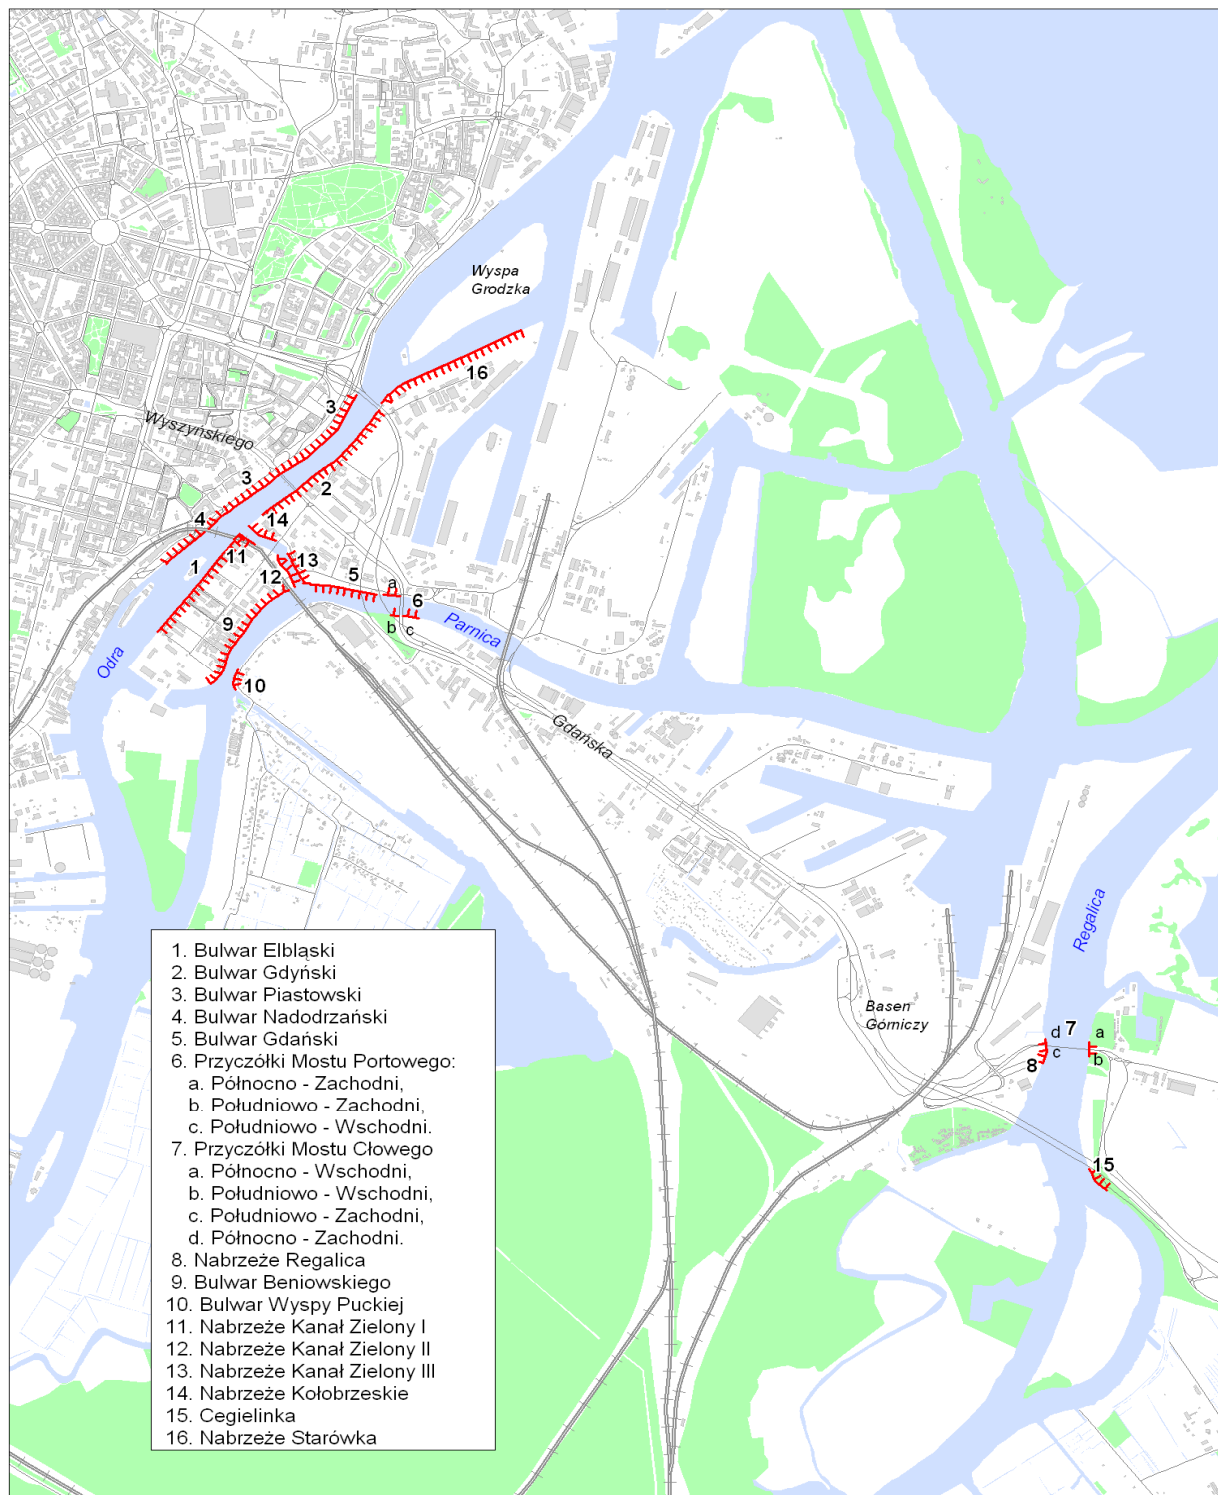 Wyspa
Grodzka
16
3
Wyszyńskiego
3
2
4
14
11
13
1
12
5
a
6
9
b
c
Parnica
Odra
10
Gdańska
Regalica
Basen
Górniczy
d
7
a
c
b
8
15
1. Bulwar Elbląski
2. Bulwar Gdyński
3. Bulwar Piastowski
4. Bulwar Nadodrzański
5. Bulwar Gdański
6. Przyczółki Mostu Portowego:
a. Północno - Zachodni,
b. Południowo - Zachodni,
c. Południowo - Wschodni.
7. Przyczółki Mostu Cłowego
a. Północno - Wschodni,
b. Południowo - Wschodni,
c. Południowo - Zachodni,
d. Północno - Zachodni.
8. Nabrzeże Regalica
9. Bulwar Beniowskiego
10. Bulwar Wyspy Puckiej
11. Nabrzeże Kanał Zielony I
12. Nabrzeże Kanał Zielony II
13. Nabrzeże Kanał Zielony III
14. Nabrzeże Kołobrzeskie
15. Cegielinka
16. Nabrzeże Starówka